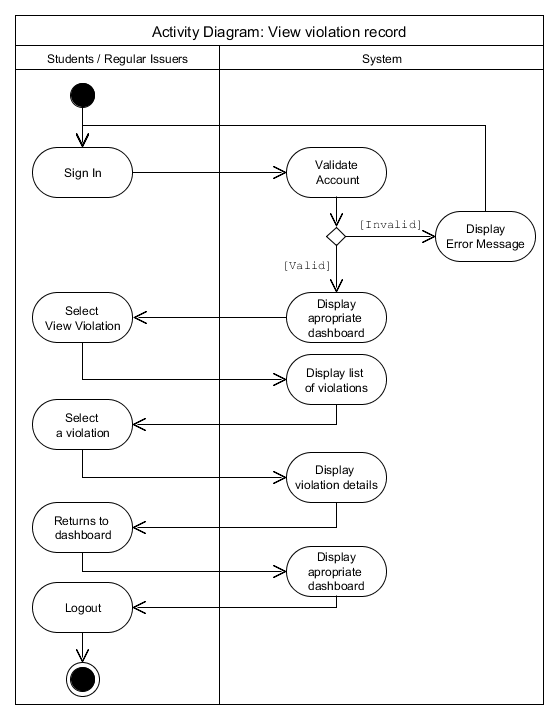 Activity Diagram: View violation record
Students / Regular Issuers
System
Sign In
Validate
Account
[Invalid]
Display
Error Message
[Valid]
Select
View Violation
Display
apropriate
dashboard
Display list
of violations
Select
a violation
Display
violation details
Returns to
dashboard
Display
apropriate
dashboard
Logout